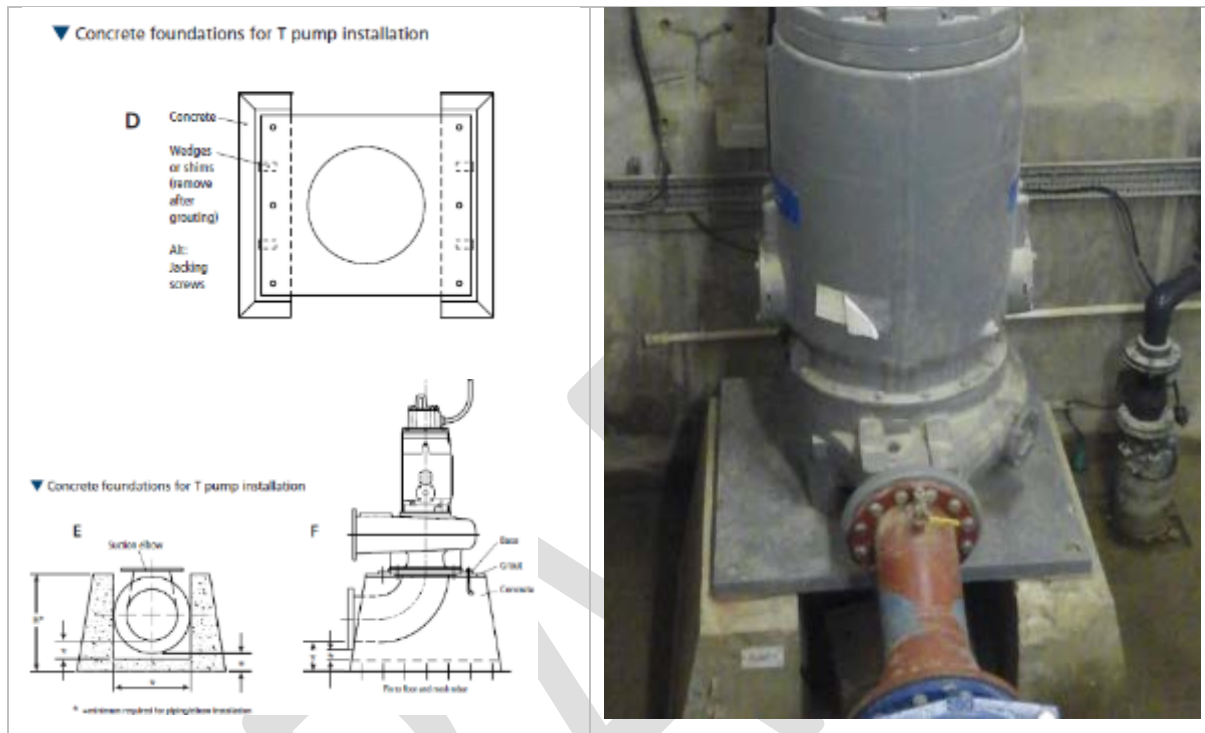 Concrete foundations for T pump installation
D
Concrete
Wedges
or shims
(remove
after
grouting)
Alt:
Jacking
screws
Concrete foundations for T pump installation
E
Suction elbow
F
Base
Grout
Concrete